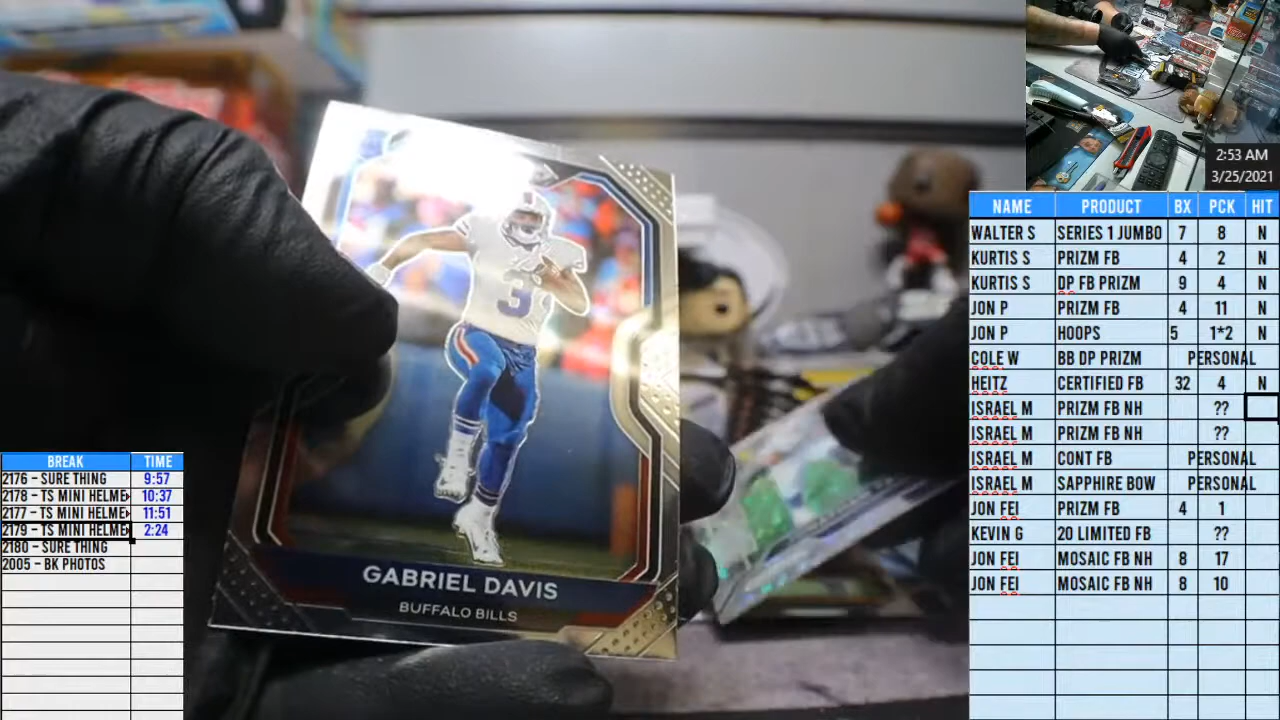 2:53 AM
3/25/2021
NAME PRODUCT BX PCK HIT
WALTER S SERIES 1 JUMBO 7 8 N
KURTIS S PRIZM FB 4 2 N
KURTIS S DP FB PRIZM 9 4 N
JON P PRIZM FB 4 11 N
JON P HOOPS 5 1*2 N
COLE W BB DP PRIZM PERSONAL
HEITZ CERTIFIED FB 32 4 N
ISRAEL M PRIZM FB NH ??
ISRAEL M PRIZM FB NH ??
ISRAEL M CONT FB PERSONAL
ISRAEL M SAPPHIRE BOW PERSONAL
JON FEI PRIZM FB 4 1
KEVIN G 20 LIMITED FB ??
JON FEI MOSAIC FB NH 8 17
JON FEI MOSAIC FB NH 8 10
3
GABRIEL DAVIS
BUFFALO BILLS
BREAK TIME
2176 - SURE THING 9:57
2178 - TS MINI HELME 10:37
2177 - TS MINI HELME 11:51
2179 - TS MINI HELME 2:24
2180 - SURE THING
2005 - BK PHOTOS